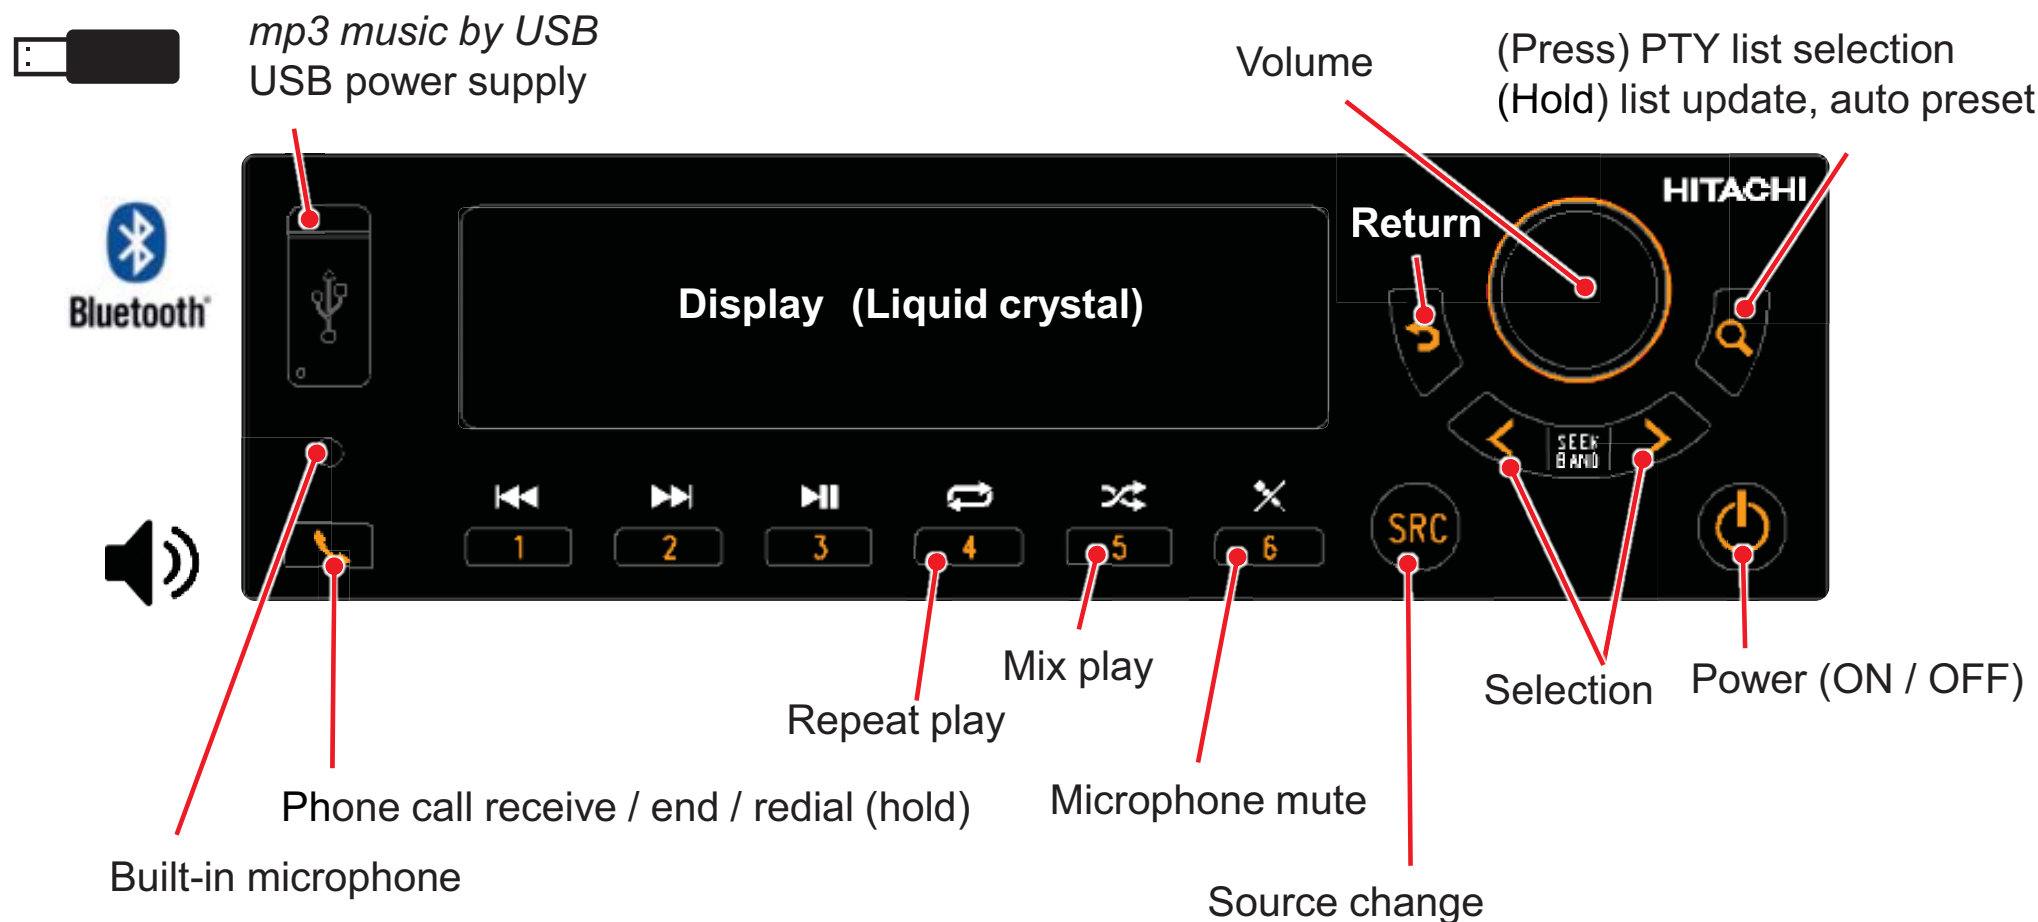 mp3 music by USB
USB power supply
Volume
(Press) PTY list selection
(Hold) list update, auto preset
HITACHI
Bluetooth
Return
Display (Liquid crystal)
SEEK
BAND
1 2 3 4 5 6
SRC
Mix play
Repeat play
Selection
Power (ON / OFF)
Phone call receive / end / redial (hold)
Microphone mute
Built-in microphone
Source change